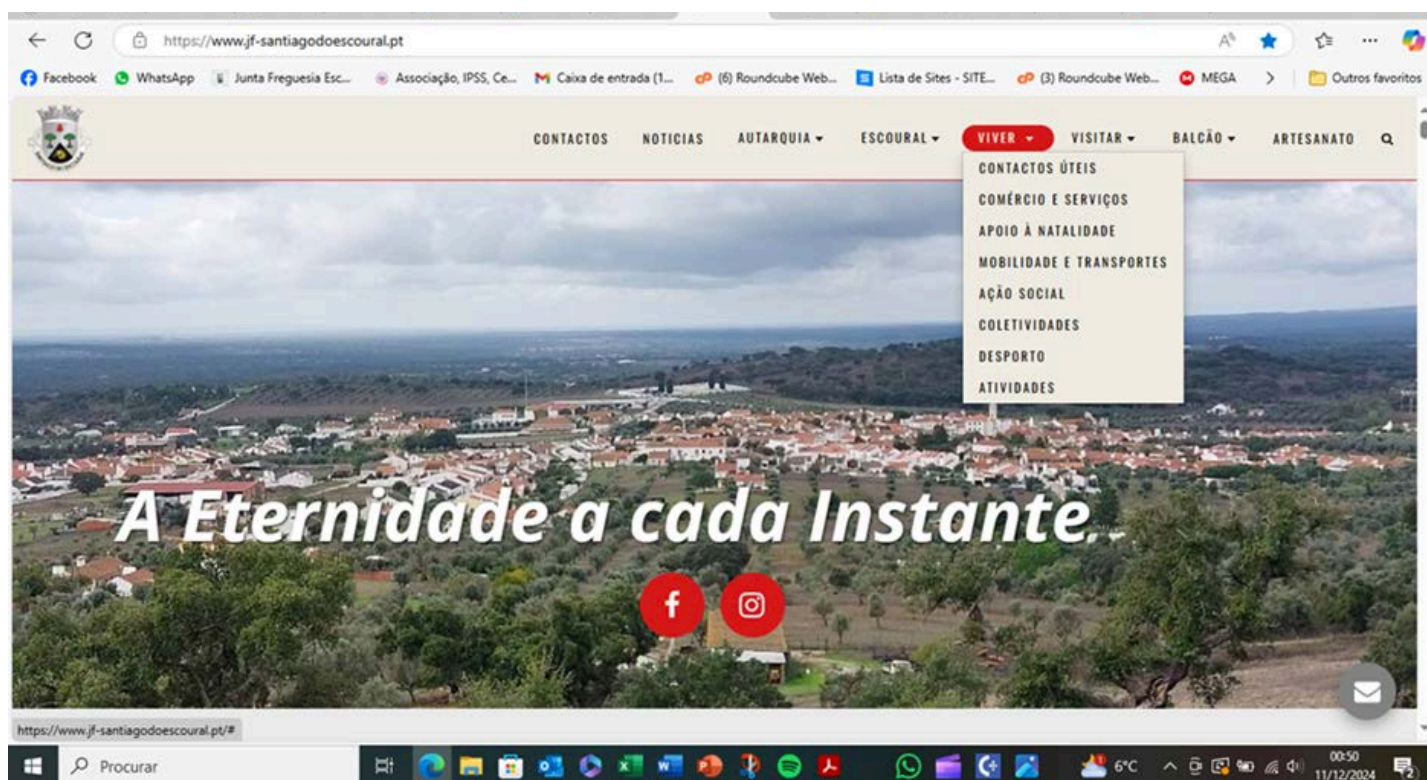 https://www.jf-santiagodoescoural.pt
Facebook WhatsApp Junta Freguesia Esc... Associação, IPSS, Ce... Caixa de entrada (1... (6) Roundcube Web... Lista de Sites - SITE... (3) Roundcube Web... MEGA Outros favoritos
CONTACTOS NOTICIAS AUTARQUIA ESCOURAL VIVER VISITAR BALCÃO ARTESANATO
CONTACTOS ÚTEIS
COMÉRCIO E SERVIÇOS
APOIO À NATALIDADE
MOBILIDADE E TRANSPORTES
AÇÃO SOCIAL
COLETIVIDADES
DESPORTO
ATIVIDADES
A Eternidade a cada Instante.
https://www.jf-santiagodoescoural.pt/#
Procurar 6°C 00:50
11/12/2024